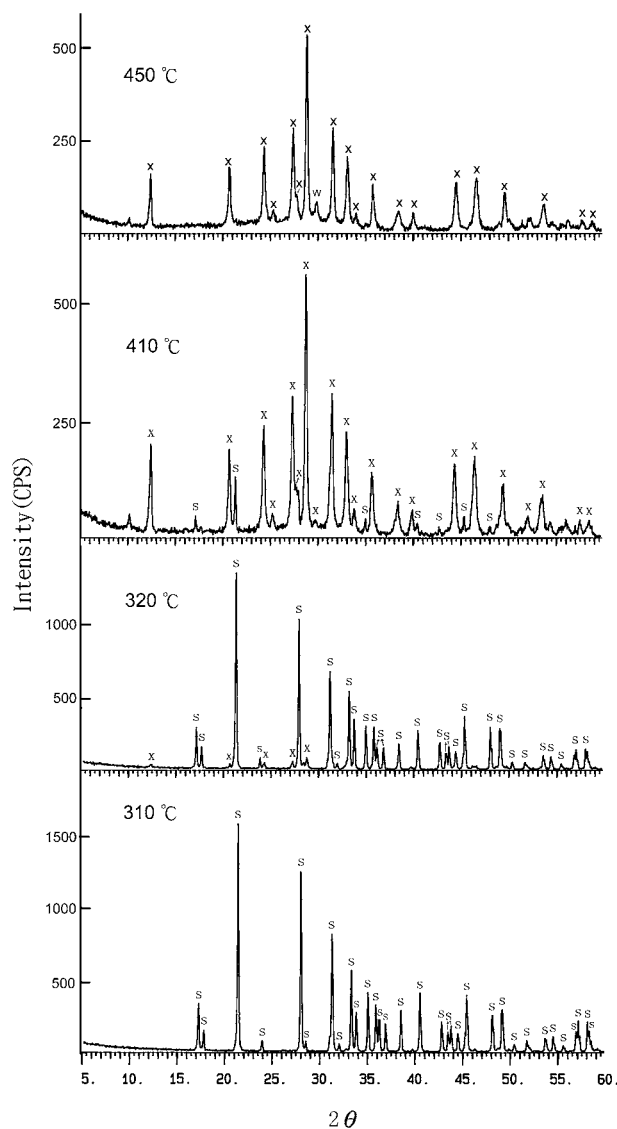 500
250
450 ℃
X X X X X X X W X X X X X X X X X X X X
500
250
410 ℃
X S X S X X X X X X X X X S X X X S S X S X S X X X X X
1000
500
320 ℃
X S S X S S X X S X S S S S S S S S S S S S S S S S S S S S S S
1500
1000
500
310 ℃
S S S S S S S S S S S S S S S S S S S S S S S S S S S S S S S
Intensity(CPS)
5. 10. 15. 20. 25. 30. 35. 40. 45. 50. 55. 60.
2θ